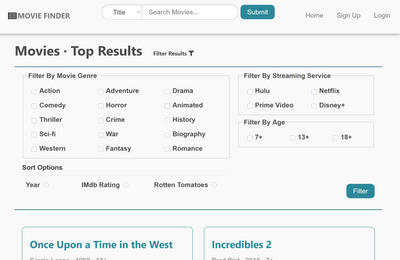 MOVIE FINDER Title Search Movies... Submit Home Sign Up Login
Movies · Top Results Filter Results
Filter By Movie Genre
Action Adventure Drama
Comedy Horror Animated
Thriller Crime History
Sci-fi War Biography
Western Fantasy Romance
Filter By Streaming Service
Hulu Netflix
Prime Video Disney+
Filter By Age
7+ 13+ 18+
Sort Options
Year IMdb Rating Rotten Tomatoes
Filter
Once Upon a Time in the West
Incredibles 2